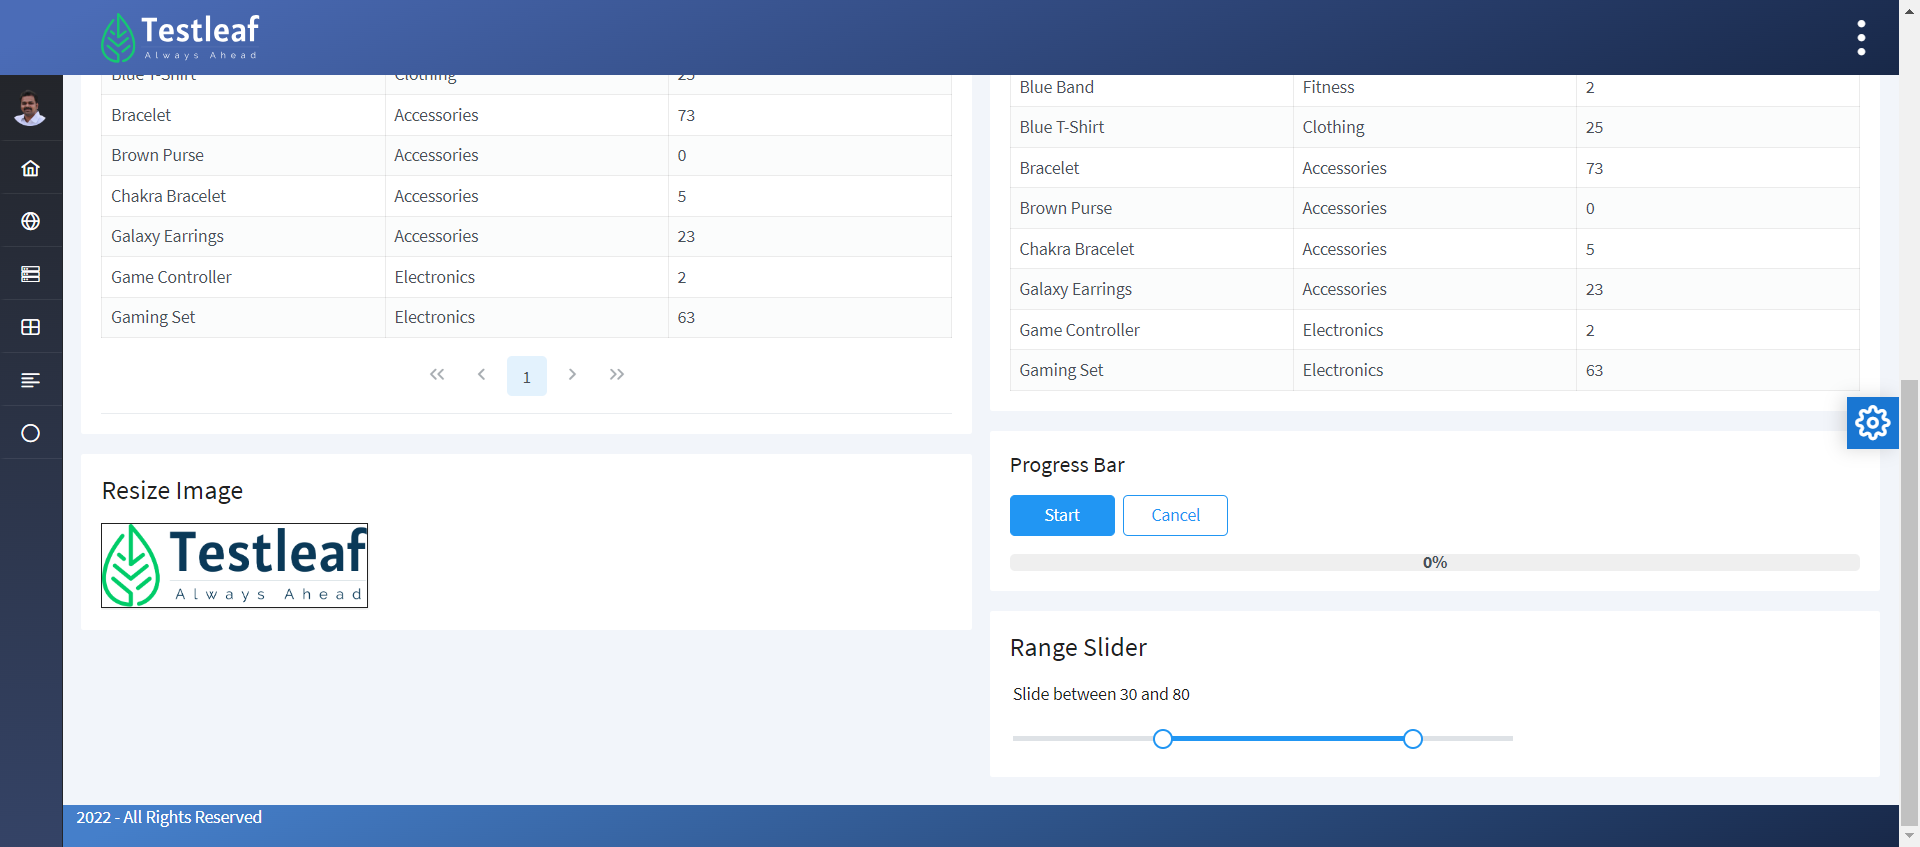 Testleaf
Always Ahead
Blue T-Shirt Clothing 25
Bracelet Accessories 73
Brown Purse Accessories 0
Chakra Bracelet Accessories 5
Galaxy Earrings Accessories 23
Game Controller Electronics 2
Gaming Set Electronics 63
1
Resize Image
Testleaf
Always Ahead
Blue Band Fitness 2
Blue T-Shirt Clothing 25
Bracelet Accessories 73
Brown Purse Accessories 0
Chakra Bracelet Accessories 5
Galaxy Earrings Accessories 23
Game Controller Electronics 2
Gaming Set Electronics 63
Progress Bar
Start Cancel
0%
Range Slider
Slide between 30 and 80
2022 - All Rights Reserved